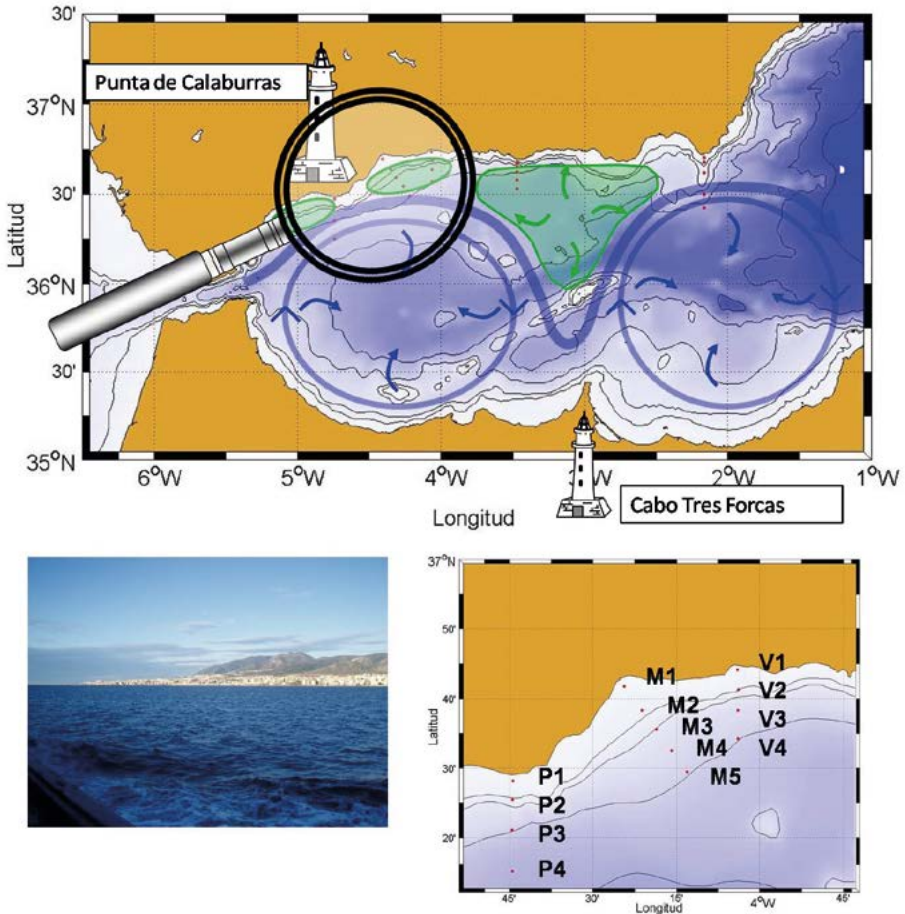 30'
Punta de Calaburras
37°N
30'
Latitud
36°N
30'
35°N
6°W 5°W 4°W 3°W 2°W 1°W
Longitud
Cabo Tres Forcas
37°N
50'
V1
M1
V2
40'
M2
V3
M3
Latitud
M4
V4
30'
M5
P1
P2
20'
P3
P4
45' 30' 15' 4°W 45'
Longitud